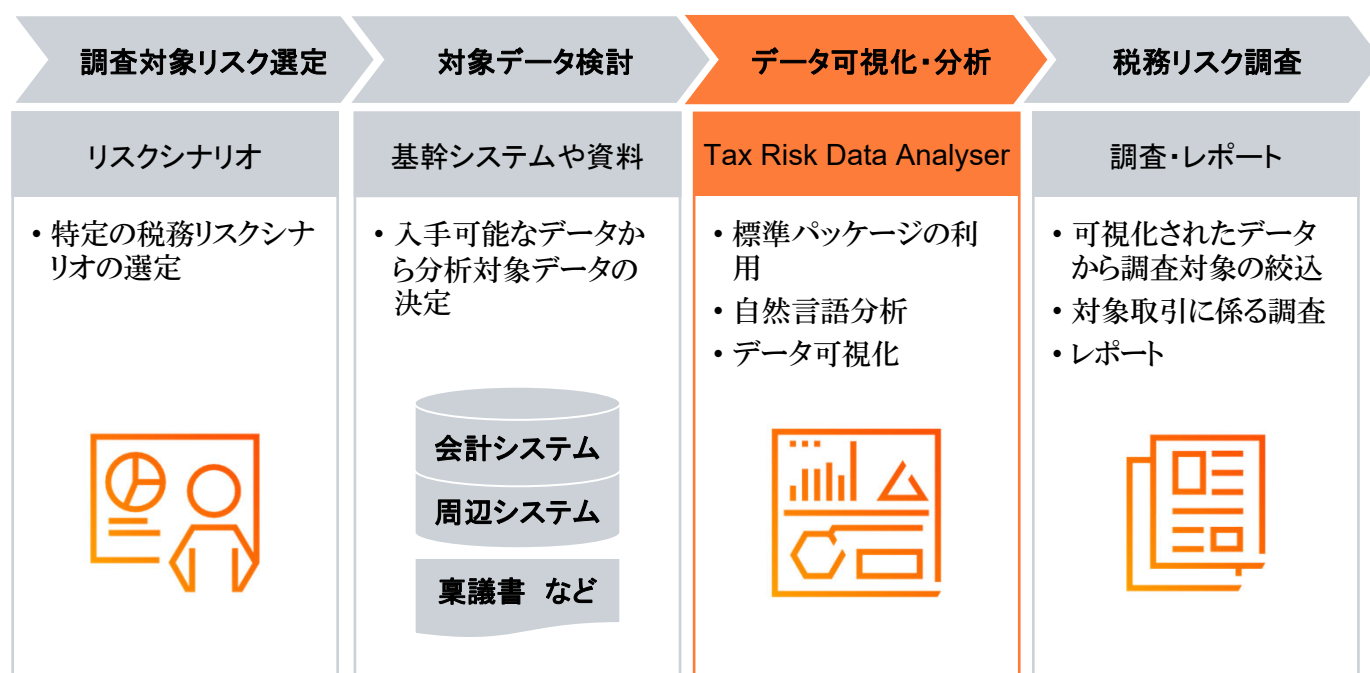 調査対象リスク選定
対象データ検討
データ可視化・分析
税務リスク調査
リスクシナリオ
・特定の税務リスクシナ
リオの選定
基幹システムや資料
・入手可能なデータか
ら分析対象データの
決定
会計システム
周辺システム
稟議書 など
Tax Risk Data Analyser
・標準パッケージの利
用
・自然言語分析
・データ可視化
調査・レポート
・可視化されたデータ
から調査対象の絞込
・対象取引に係る調査
・レポート